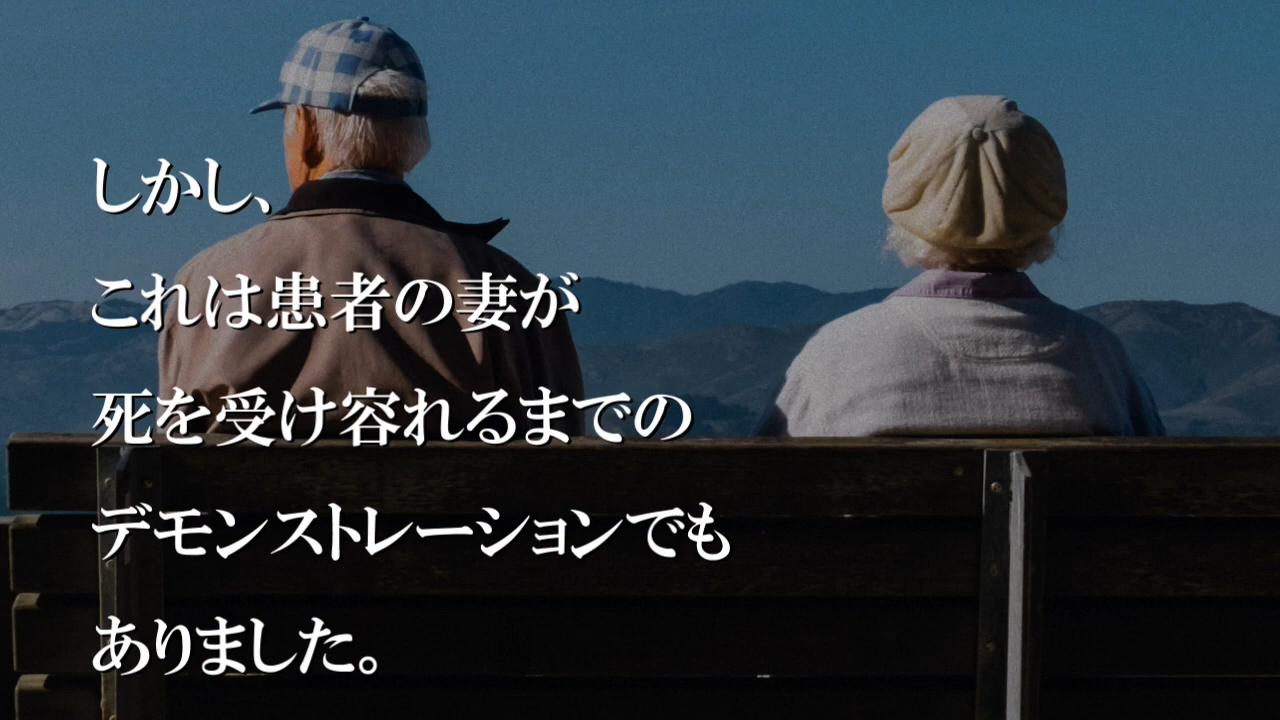 しかし、
これは患者の妻が
死を受け容れるまでの
デモンストレーションでも
ありました。